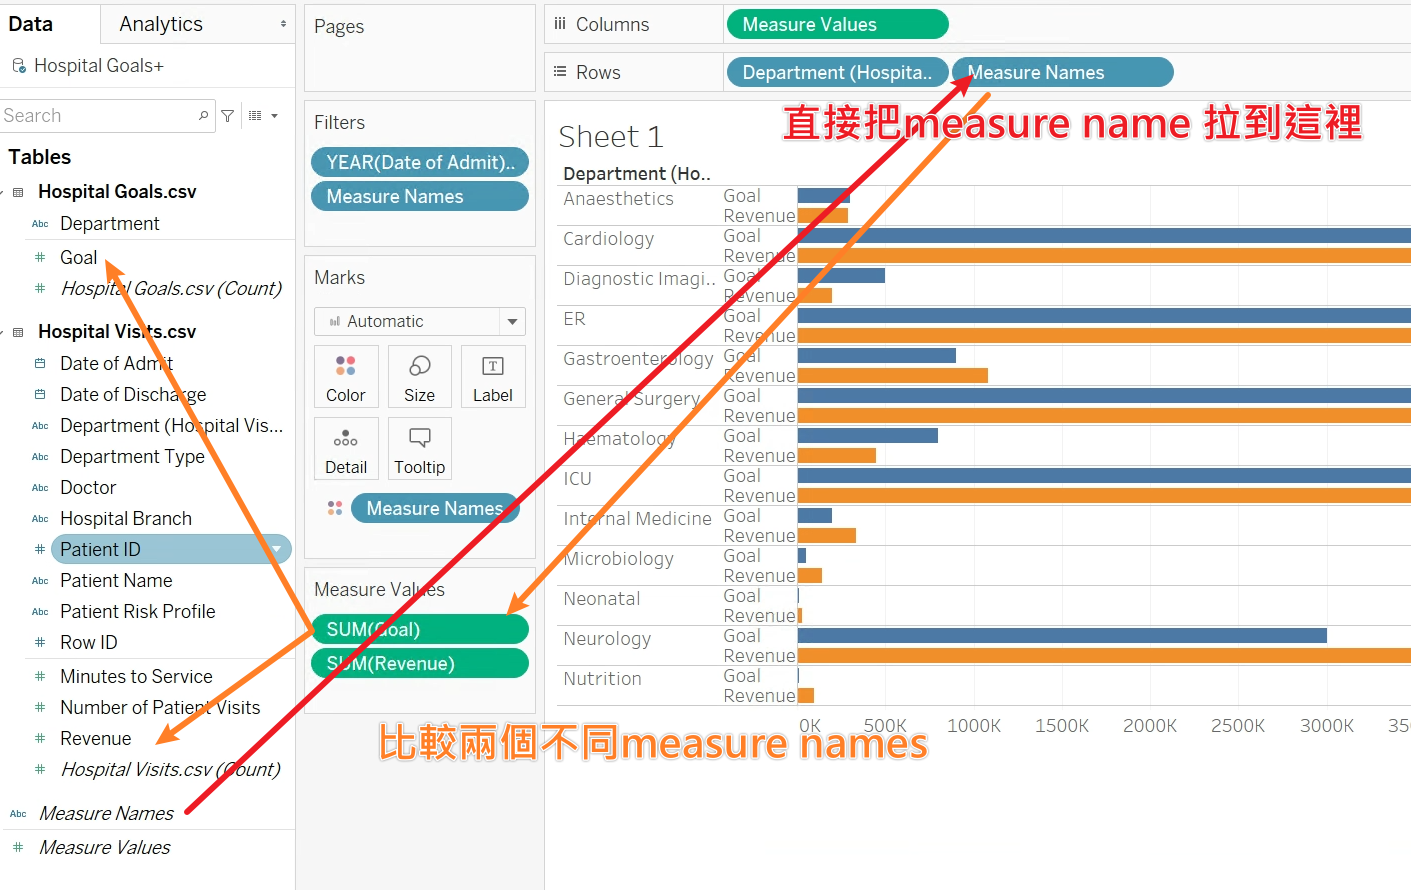 Data
Analytics
Hospital Goals+
Search
Tables
Hospital Goals.csv
Abc Department
# Goal
# Hospital Goals.csv (Count)
Hospital Visits.csv
Date of Admit
Date of Discharge
Abc Department (Hospital Vis...
Abc Department Type
Abc Doctor
Abc Hospital Branch
# Patient ID
Abc Patient Name
Abc Patient Risk Profile
# Row ID
# Minutes to Service
# Number of Patient Visits
# Revenue
# Hospital Visits.csv (Count)
Abc Measure Names
# Measure Values
Pages
Filters
YEAR(Date of Admit)..
Measure Names
Marks
Automatic
Color
Size
T
Label
Detail
Tooltip
Measure Names
Measure Values
SUM(Goal)
SUM(Revenue)
Columns
Measure Values
Rows
Department (Hospita..
Measure Names
直接把measure name 拉到這裡
Sheet 1
Department (Ho..
Anaesthetics
Goal
Revenue
Cardiology
Goal
Revenue
Diagnostic Imagi..
Goal
Revenue
ER
Goal
Revenue
Gastroenterology
Goal
Revenue
General Surgery
Goal
Revenue
Haematology
Goal
Revenue
ICU
Goal
Revenue
Internal Medicine
Goal
Revenue
Microbiology
Goal
Revenue
Neonatal
Goal
Revenue
Neurology
Goal
Revenue
Nutrition
Goal
Revenue
0K 500K 1000K 1500K 2000K 2500K 3000K 350
比較兩個不同measure names